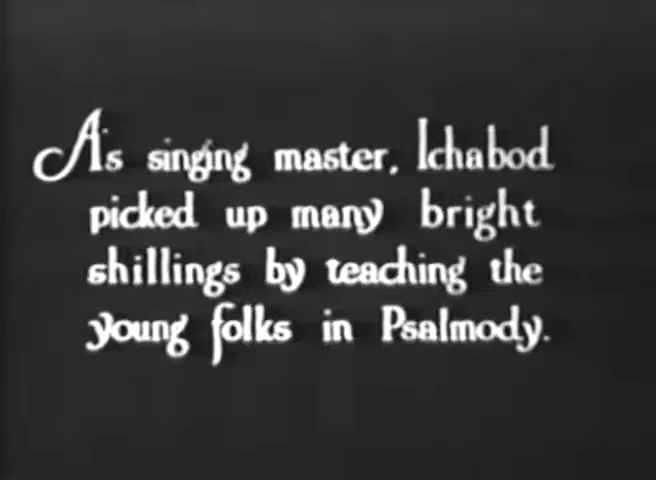 As singing master, Ichabod
picked up many bright
shillings by teaching the
young folks in Psalmody.